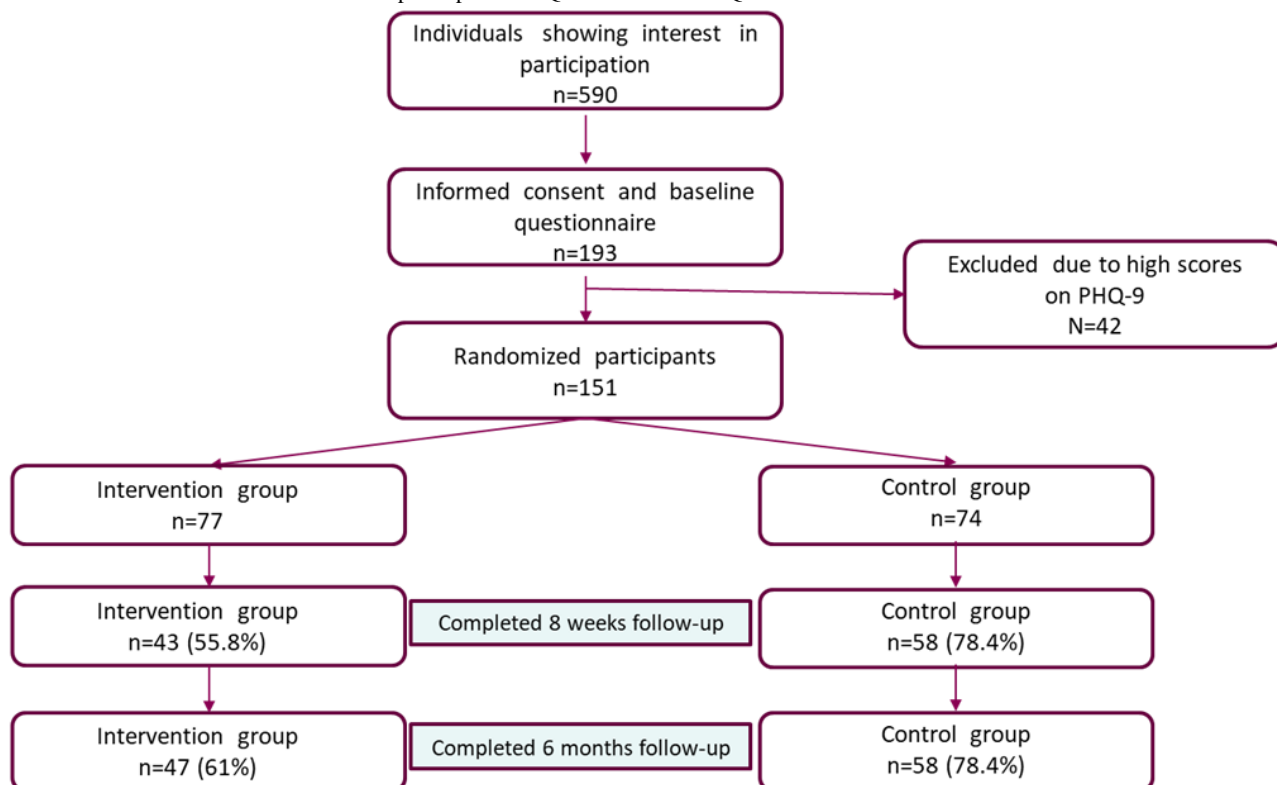 Individuals showing interest in
participation
n=590
Informed consent and baseline
questionnaire
n=193
Excluded due to high scores
on PHQ-9
N=42
Randomized participants
n=151
Intervention group
n=77
Control group
n=74
Intervention group
n=43 (55.8%)
Completed 8 weeks follow-up
Control group
n=58 (78.4%)
Intervention group
n=47 (61%)
Completed 6 months follow-up
Control group
n=58 (78.4%)